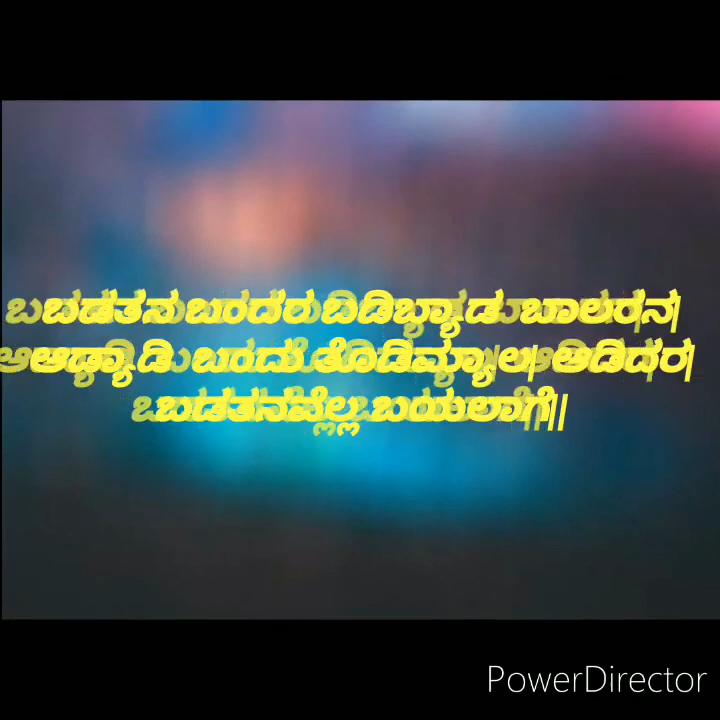 ಬಡತನ ಬಂದರ ಬಿಡಿಬ್ಯಾಡ ಬಾಲರನ|
ಆಡ್ಯಾಡಿ ಬಂದು ತೊಡಿಮ್ಯಾಲ| ಆಡಿದರ|
ಬಡತನವೆಲ್ಲ ಬಯಲಾಗೆ||
PowerDirector